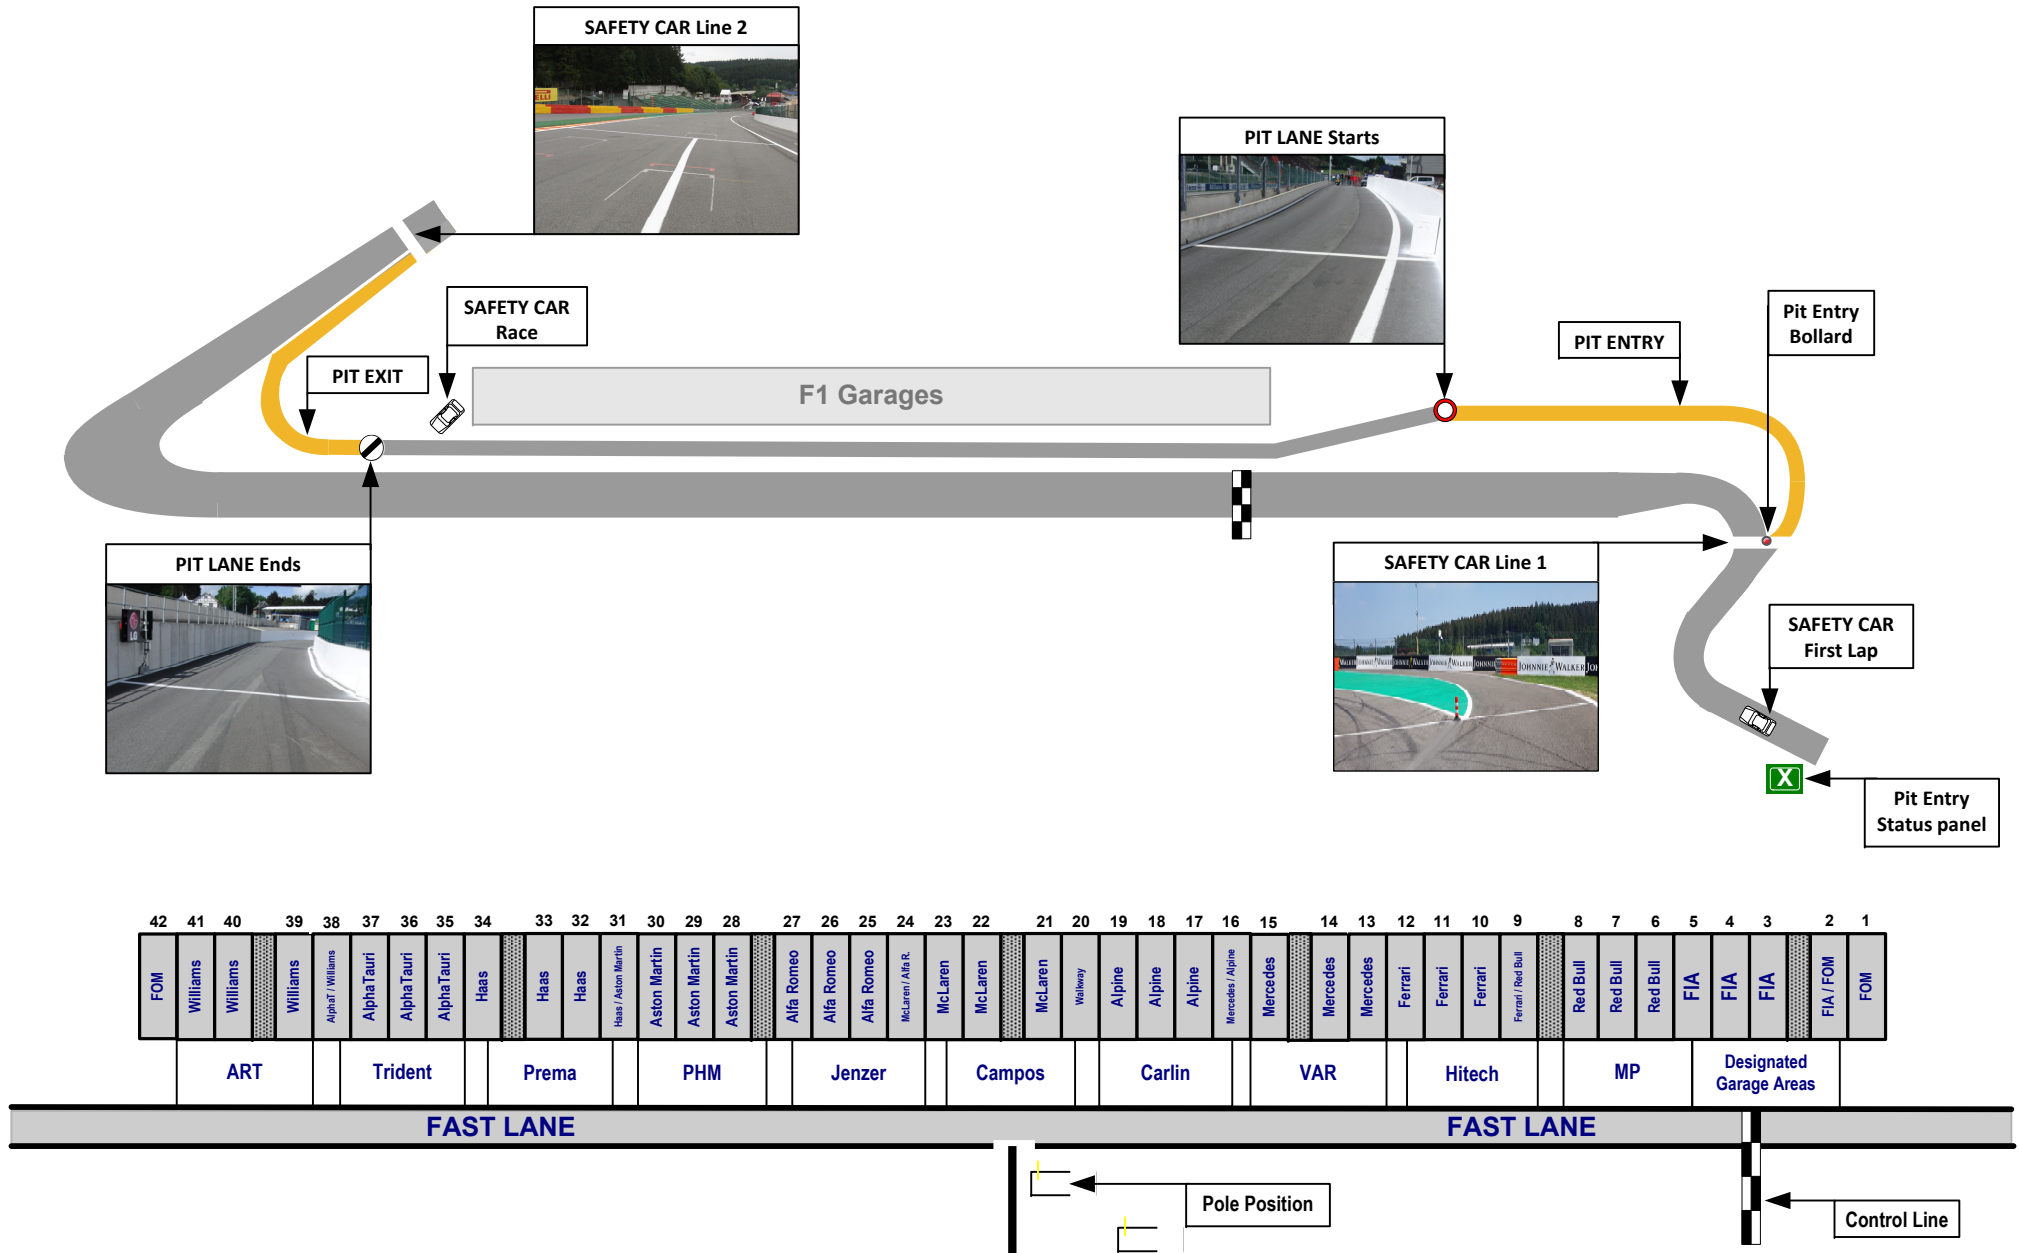 SAFETY CAR Line 2
ELLI
PIT LANE Starts
SAFETY CAR
Race
Pit Entry
Bollard
PIT ENTRY
PIT EXIT
F1 Garages
PIT LANE Ends
LG
SAFETY CAR Line 1
JOHNNIE WALKER
SAFETY CAR
First Lap
X
Pit Entry
Status panel
42 41 40 39 38 37 36 35 34 33 32 31 30 29 28 27 26 25 24 23 22 21 20 19 18 17 16 15 14 13 12 11 10 9 8 7 6 5 4 3 2 1
FOM
Williams
Williams
Williams
AlphaT / Williams
AlphaTauri
AlphaTauri
AlphaTauri
Haas
Haas
Haas
Haas / Aston Martin
Aston Martin
Aston Martin
Aston Martin
Alfa Romeo
Alfa Romeo
Alfa Romeo
McLaren / Alfa R.
McLaren
McLaren
McLaren
Walkway
Alpine
Alpine
Alpine
Mercedes / Alpine
Mercedes
Mercedes
Mercedes
Ferrari
Ferrari
Ferrari
Ferrari / Red Bull
Red Bull
Red Bull
Red Bull
FIA
FIA
FIA
FIA / FOM
FOM
ART
Trident
Prema
PHM
Jenzer
Campos
Carlin
VAR
Hitech
MP
Designated
Garage Areas
FAST LANE
FAST LANE
Pole Position
Control Line